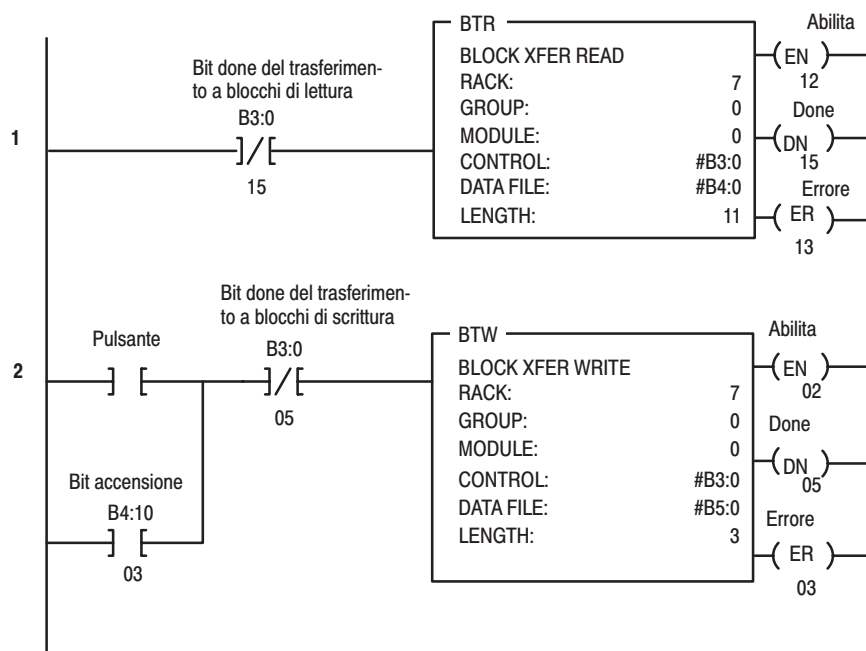 1
Bit done del trasferimen-
to a blocchi di lettura
B3:0
15
BTR
BLOCK XFER READ
RACK: 7
GROUP: 0
MODULE: 0
CONTROL: #B3:0
DATA FILE: #B4:0
LENGTH: 11
Abilita
EN
12
Done
DN
15
Errore
ER
13
2
Pulsante
Bit done del trasferimen-
to a blocchi di scrittura
B3:0
05
Bit accensione
B4:10
03
BTW
BLOCK XFER WRITE
RACK: 7
GROUP: 0
MODULE: 0
CONTROL: #B3:0
DATA FILE: #B5:0
LENGTH: 3
Abilita
EN
02
Done
DN
05
Errore
ER
03